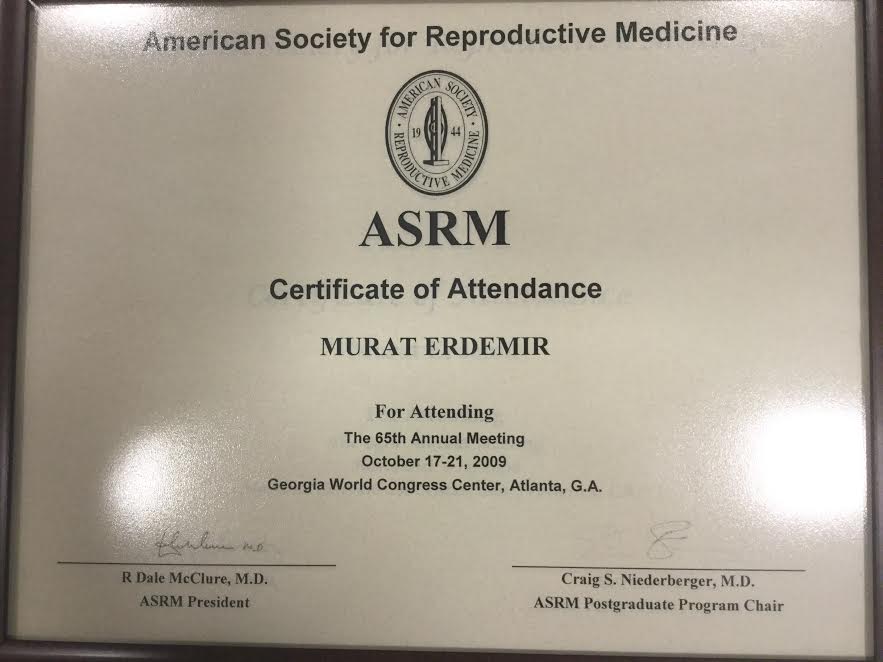 American Society for Reproductive Medicine
· AMERICAN SOCIETY ·
19 44
REPRODUCTIVE MEDICINE
ASRM
Certificate of Attendance
MURAT ERDEMIR
For Attending
The 65th Annual Meeting
October 17-21, 2009
Georgia World Congress Center, Atlanta, G.A.
R Dale McClure, M.D.
ASRM President
Craig S. Niederberger, M.D.
ASRM Postgraduate Program Chair